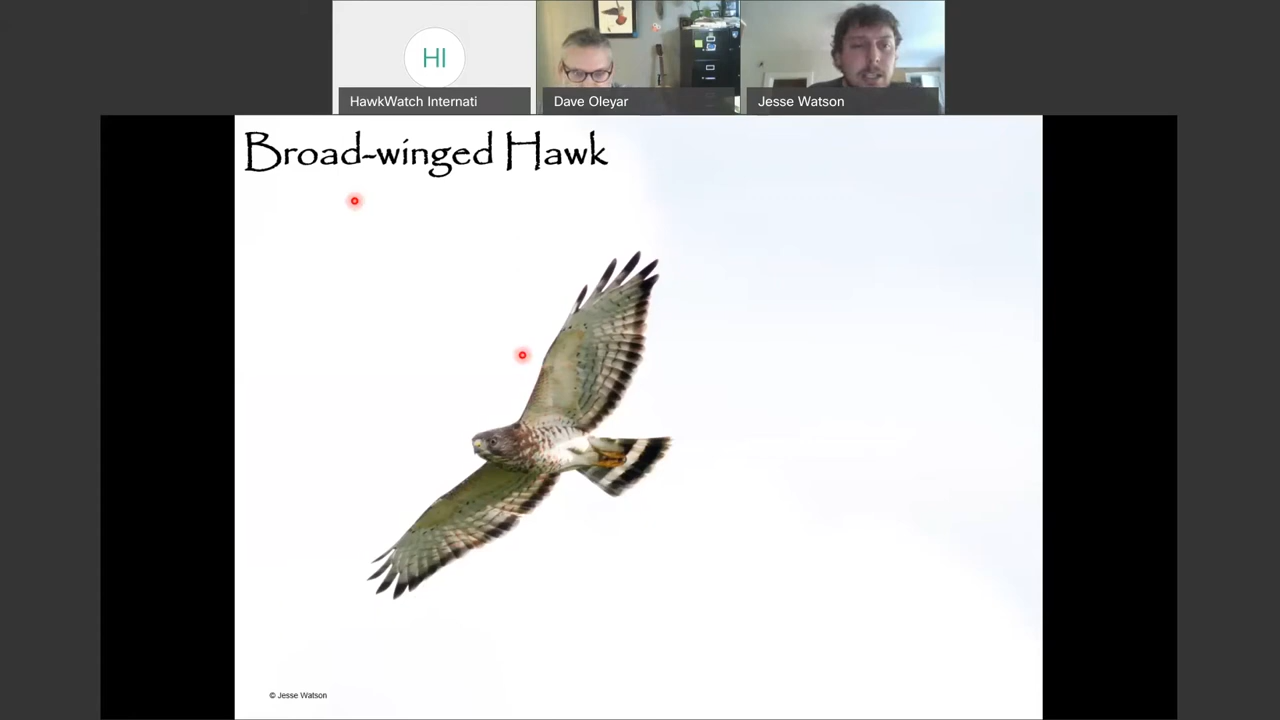 HI
HawkWatch Internati
Dave Oleyar
Jesse Watson
Broad-winged Hawk
© Jesse Watson